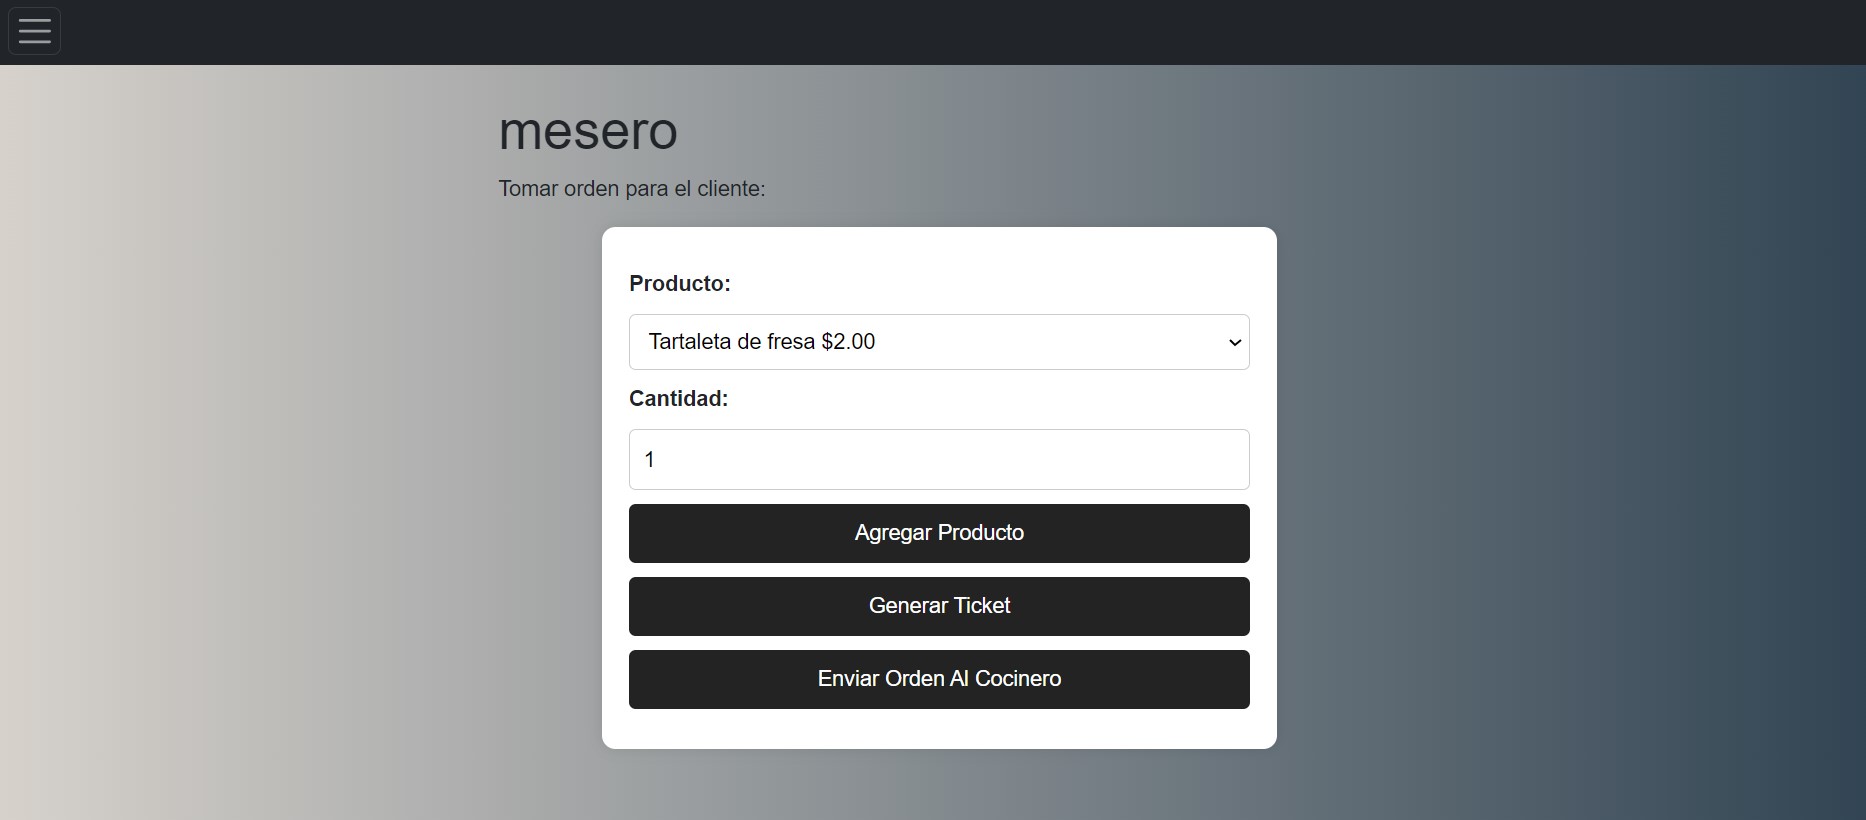 mesero
Tomar orden para el cliente:
Producto:
Tartaleta de fresa $2.00
Cantidad:
1
Agregar Producto
Generar Ticket
Enviar Orden Al Cocinero